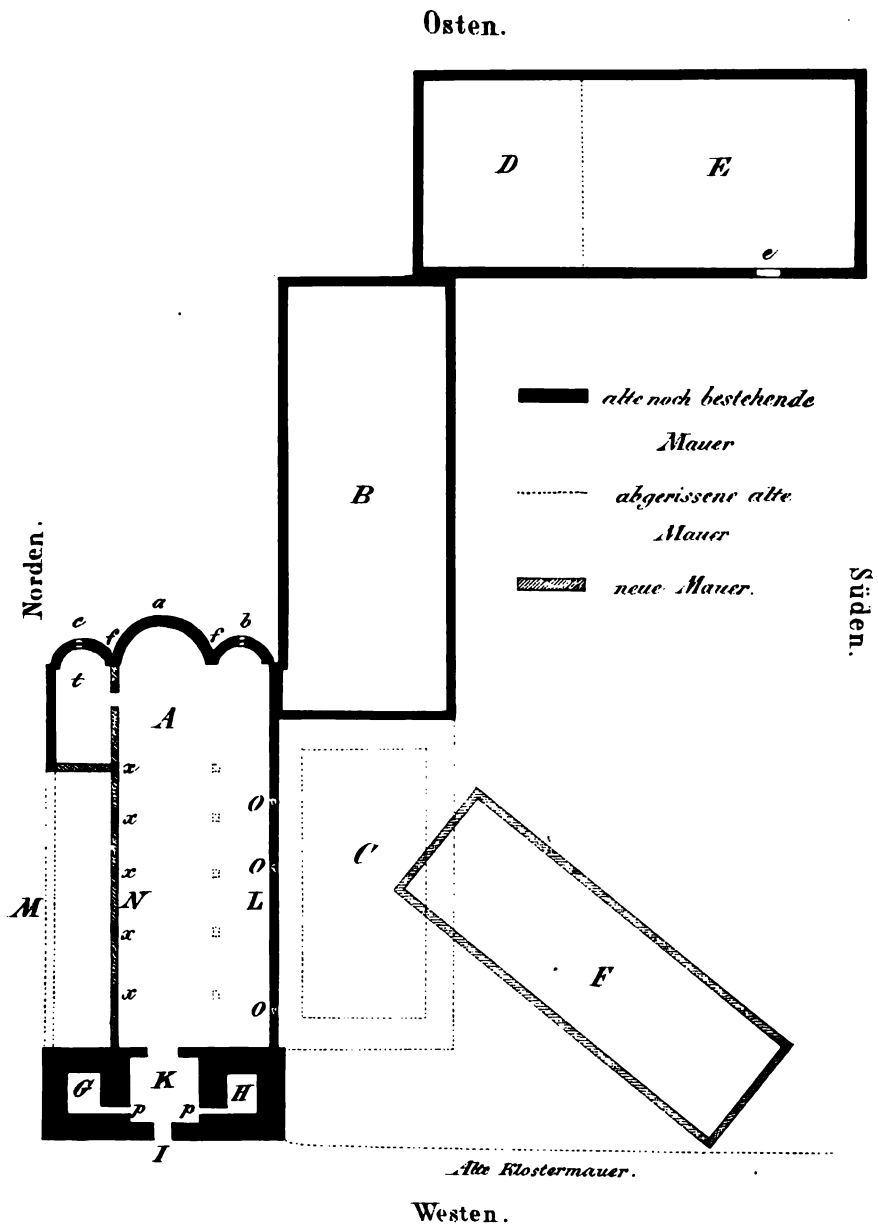 Osten.
D
E
e
alte noch bestehende
Mauer
B
abgerissene alte
Mauer
neue Mauer.
Norden.
Süden.
c
f
a
f
b
t
A
x
O
x
C
x
O
M
N
L
x
F
x
O
G
K
H
p
p
I
Alte Klostermauer.
Westen.